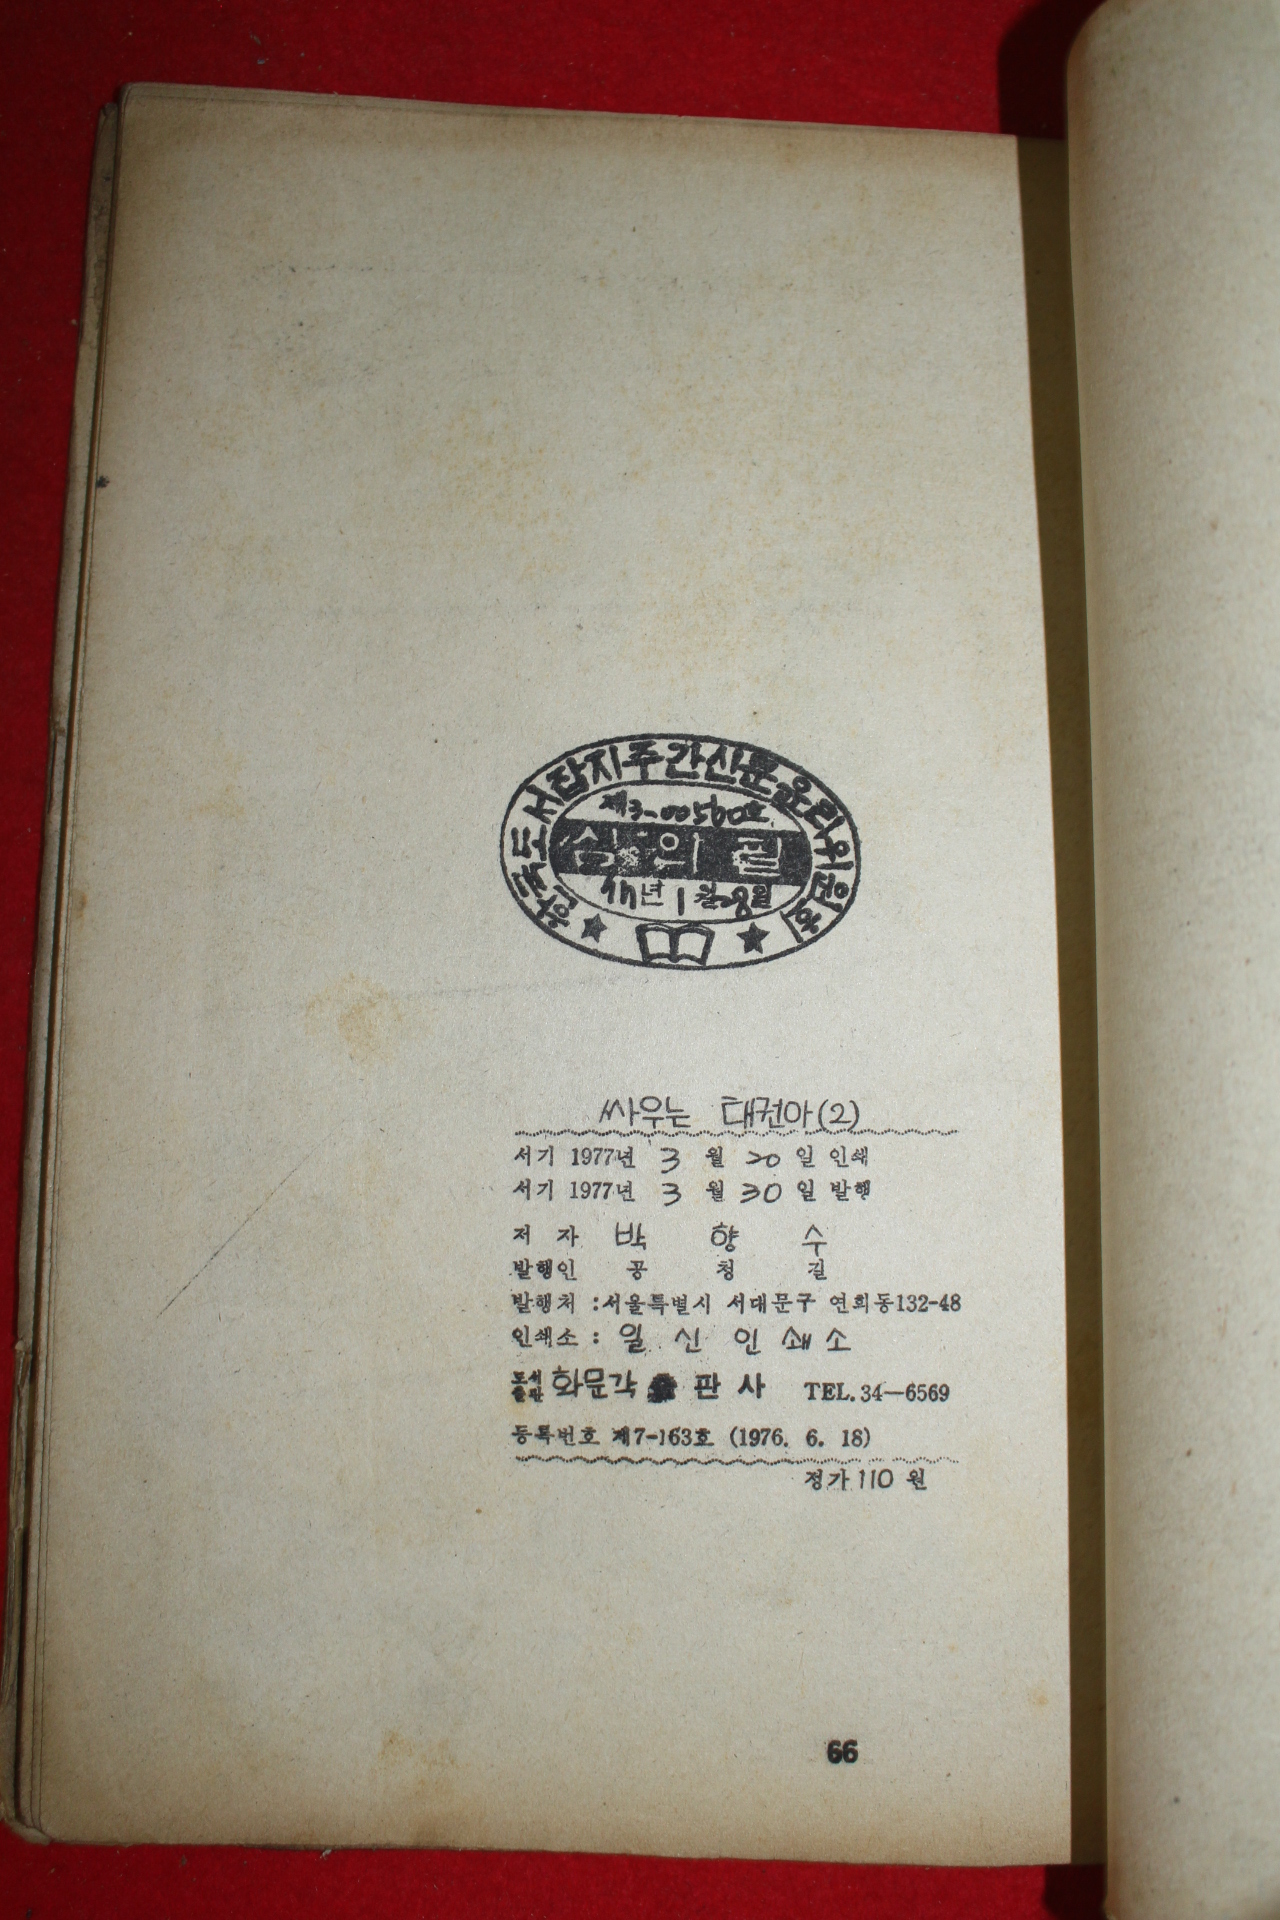 한국도서잡지주간신문윤리위원회
제3-00560호
심의필
77년 1월28일
싸우는 태권아(2)
서기 1977년 3 월 20 일 인쇄
서기 1977년 3 월 30 일 발행
저 자 박 향 수
발행인 공 청 길
발행처 :서울특별시 서대문구 연희동132-48
인쇄소 : 일 신 인 쇄 소
도서출판 화문각 판 사 TEL. 34-6569
등록번호 제7-163호 (1976. 6. 18)
정가 110 원
66